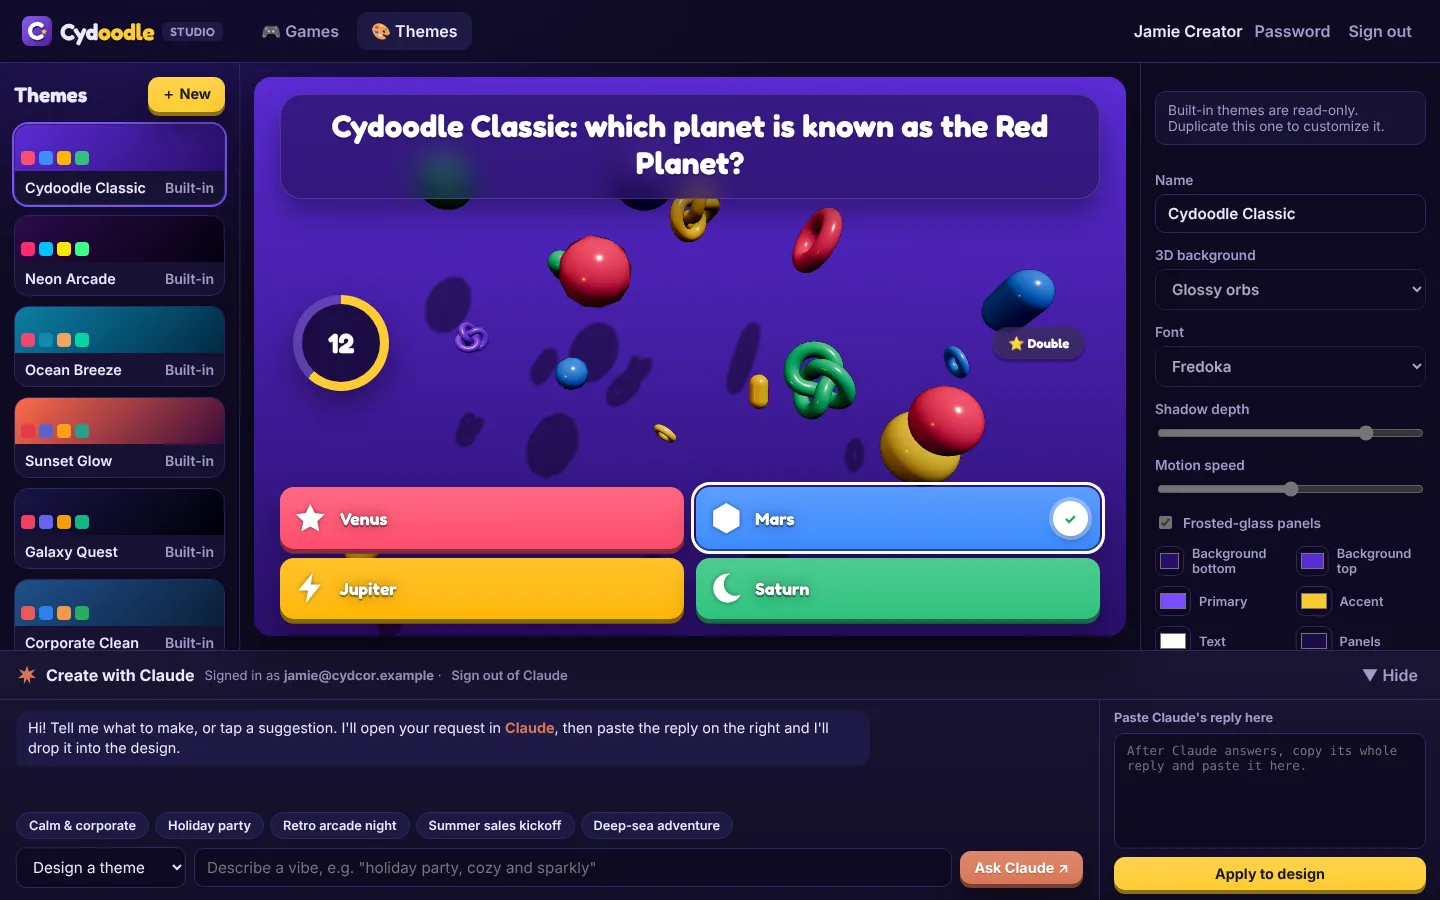 Cydoodle STUDIO
🎮 Games
🎨 Themes
Jamie Creator
Password
Sign out
Themes
+ New
Cydoodle Classic Built-in
Neon Arcade Built-in
Ocean Breeze Built-in
Sunset Glow Built-in
Galaxy Quest Built-in
Corporate Clean Built-in
Cydoodle Classic: which planet is known as the Red
Planet?
12
⭐ Double
Venus
Mars
Jupiter
Saturn
Built-in themes are read-only.
Duplicate this one to customize it.
Name
Cydoodle Classic
3D background
Glossy orbs
Font
Fredoka
Shadow depth
Motion speed
Frosted-glass panels
Background
bottom
Background
top
Primary
Accent
Text
Panels
Create with Claude Signed in as jamie@cydcor.example · Sign out of Claude
▼ Hide
Hi! Tell me what to make, or tap a suggestion. I'll open your request in Claude, then paste the reply on the right and I'll
drop it into the design.
Calm & corporate
Holiday party
Retro arcade night
Summer sales kickoff
Deep-sea adventure
Design a theme
Describe a vibe, e.g. "holiday party, cozy and sparkly"
Ask Claude ↗
Paste Claude's reply here
After Claude answers, copy its whole
reply and paste it here.
Apply to design